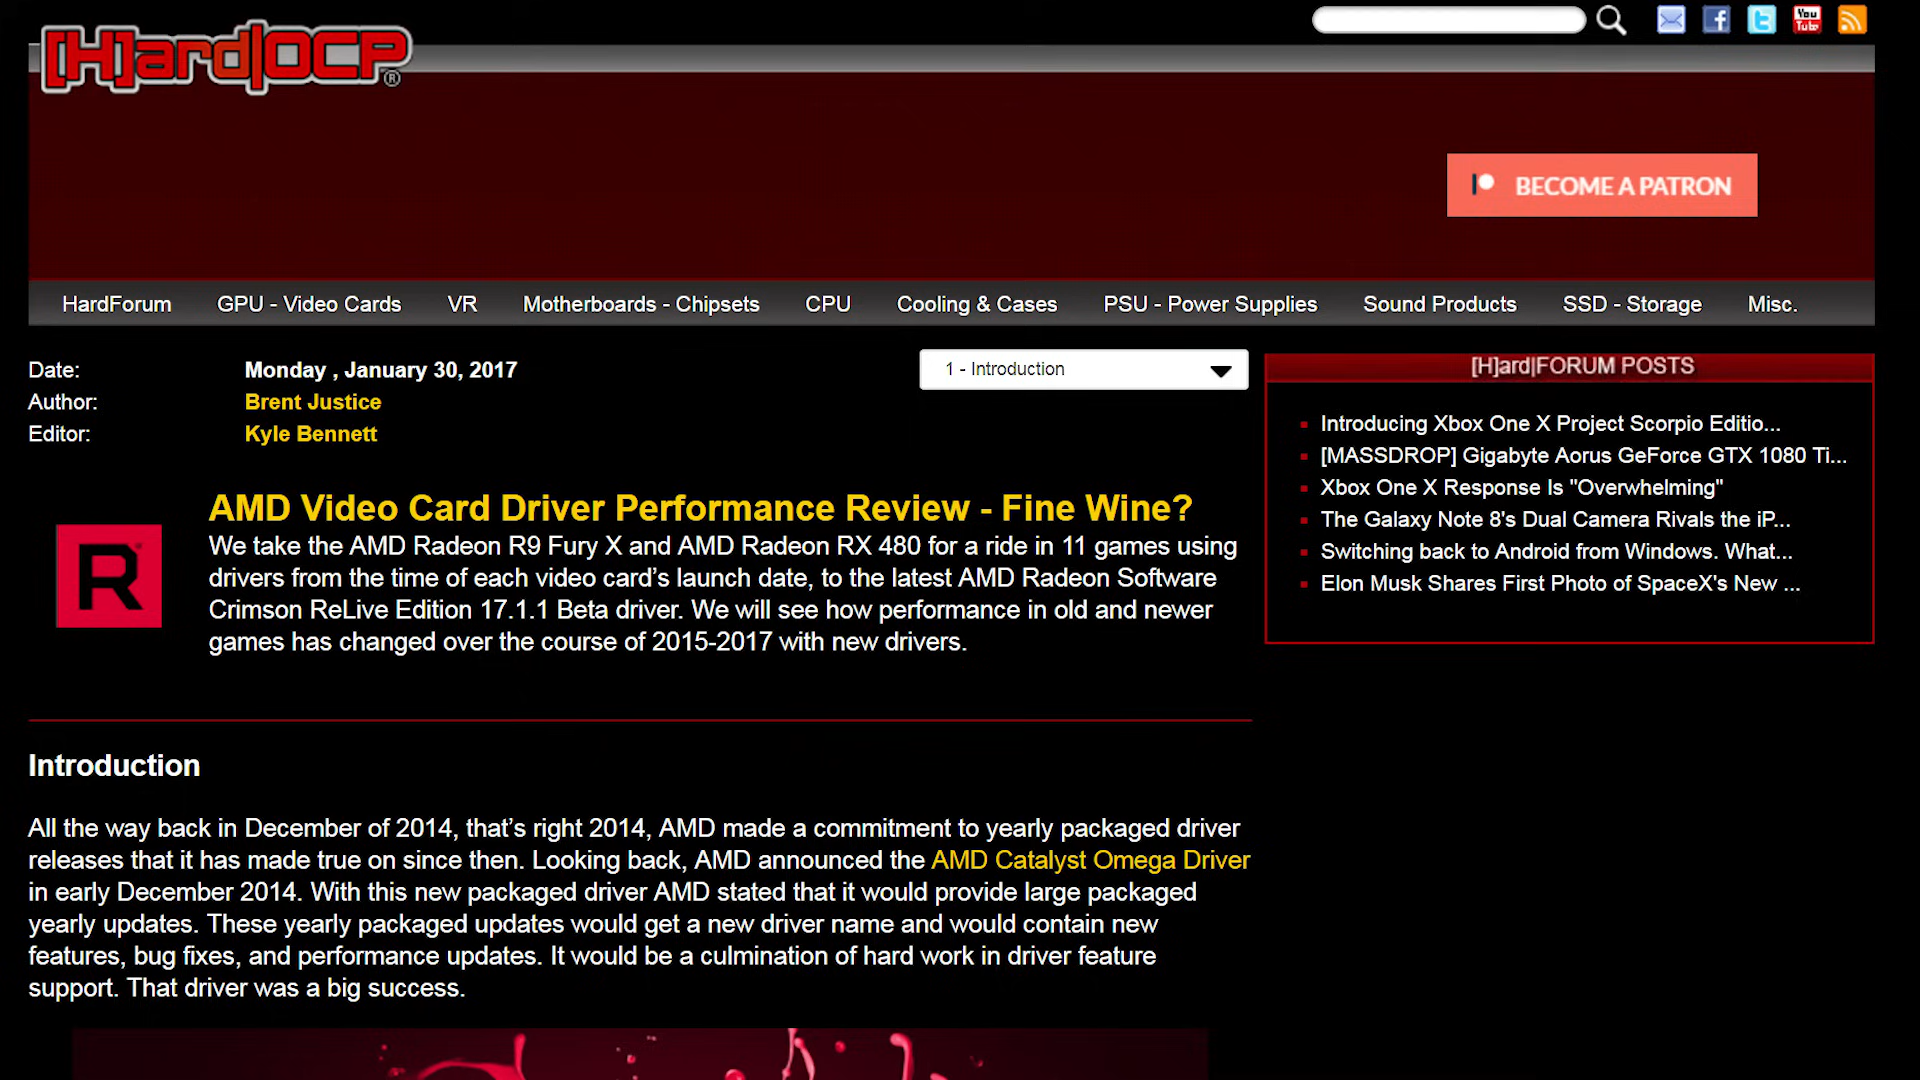 [H]ard|OCP®
You Tube
BECOME A PATRON
HardForum GPU - Video Cards VR Motherboards - Chipsets CPU Cooling & Cases PSU - Power Supplies Sound Products SSD - Storage Misc.
Date: Monday , January 30, 2017
Author: Brent Justice
Editor: Kyle Bennett
1 - Introduction
AMD Video Card Driver Performance Review - Fine Wine?
We take the AMD Radeon R9 Fury X and AMD Radeon RX 480 for a ride in 11 games using
drivers from the time of each video card’s launch date, to the latest AMD Radeon Software
Crimson ReLive Edition 17.1.1 Beta driver. We will see how performance in old and newer
games has changed over the course of 2015-2017 with new drivers.
R
[H]ard|FORUM POSTS
Introducing Xbox One X Project Scorpio Editio...
[MASSDROP] Gigabyte Aorus GeForce GTX 1080 Ti...
Xbox One X Response Is "Overwhelming"
The Galaxy Note 8's Dual Camera Rivals the iP...
Switching back to Android from Windows. What...
Elon Musk Shares First Photo of SpaceX's New ...
Introduction
All the way back in December of 2014, that’s right 2014, AMD made a commitment to yearly packaged driver
releases that it has made true on since then. Looking back, AMD announced the AMD Catalyst Omega Driver
in early December 2014. With this new packaged driver AMD stated that it would provide large packaged
yearly updates. These yearly packaged updates would get a new driver name and would contain new
features, bug fixes, and performance updates. It would be a culmination of hard work in driver feature
support. That driver was a big success.